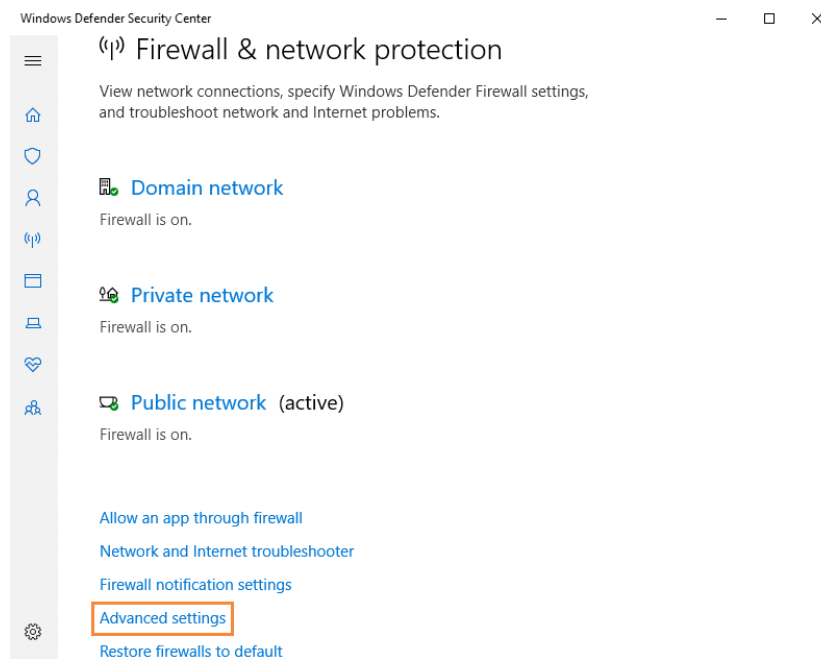 Windows Defender Security Center
Firewall & network protection
View network connections, specify Windows Defender Firewall settings,
and troubleshoot network and Internet problems.
Domain network
Firewall is on.
Private network
Firewall is on.
Public network (active)
Firewall is on.
Allow an app through firewall
Network and Internet troubleshooter
Firewall notification settings
Advanced settings
Restore firewalls to default